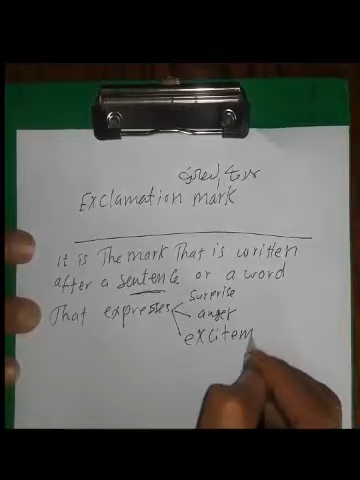 Exclamation mark
It is The mark That is written
after a sentence or a word
That expresses
surprise
anger
excitem